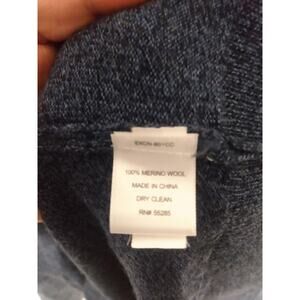 100% MERINO WOOL
MADE IN CHINA
DRY CLEAN
RN# 55285